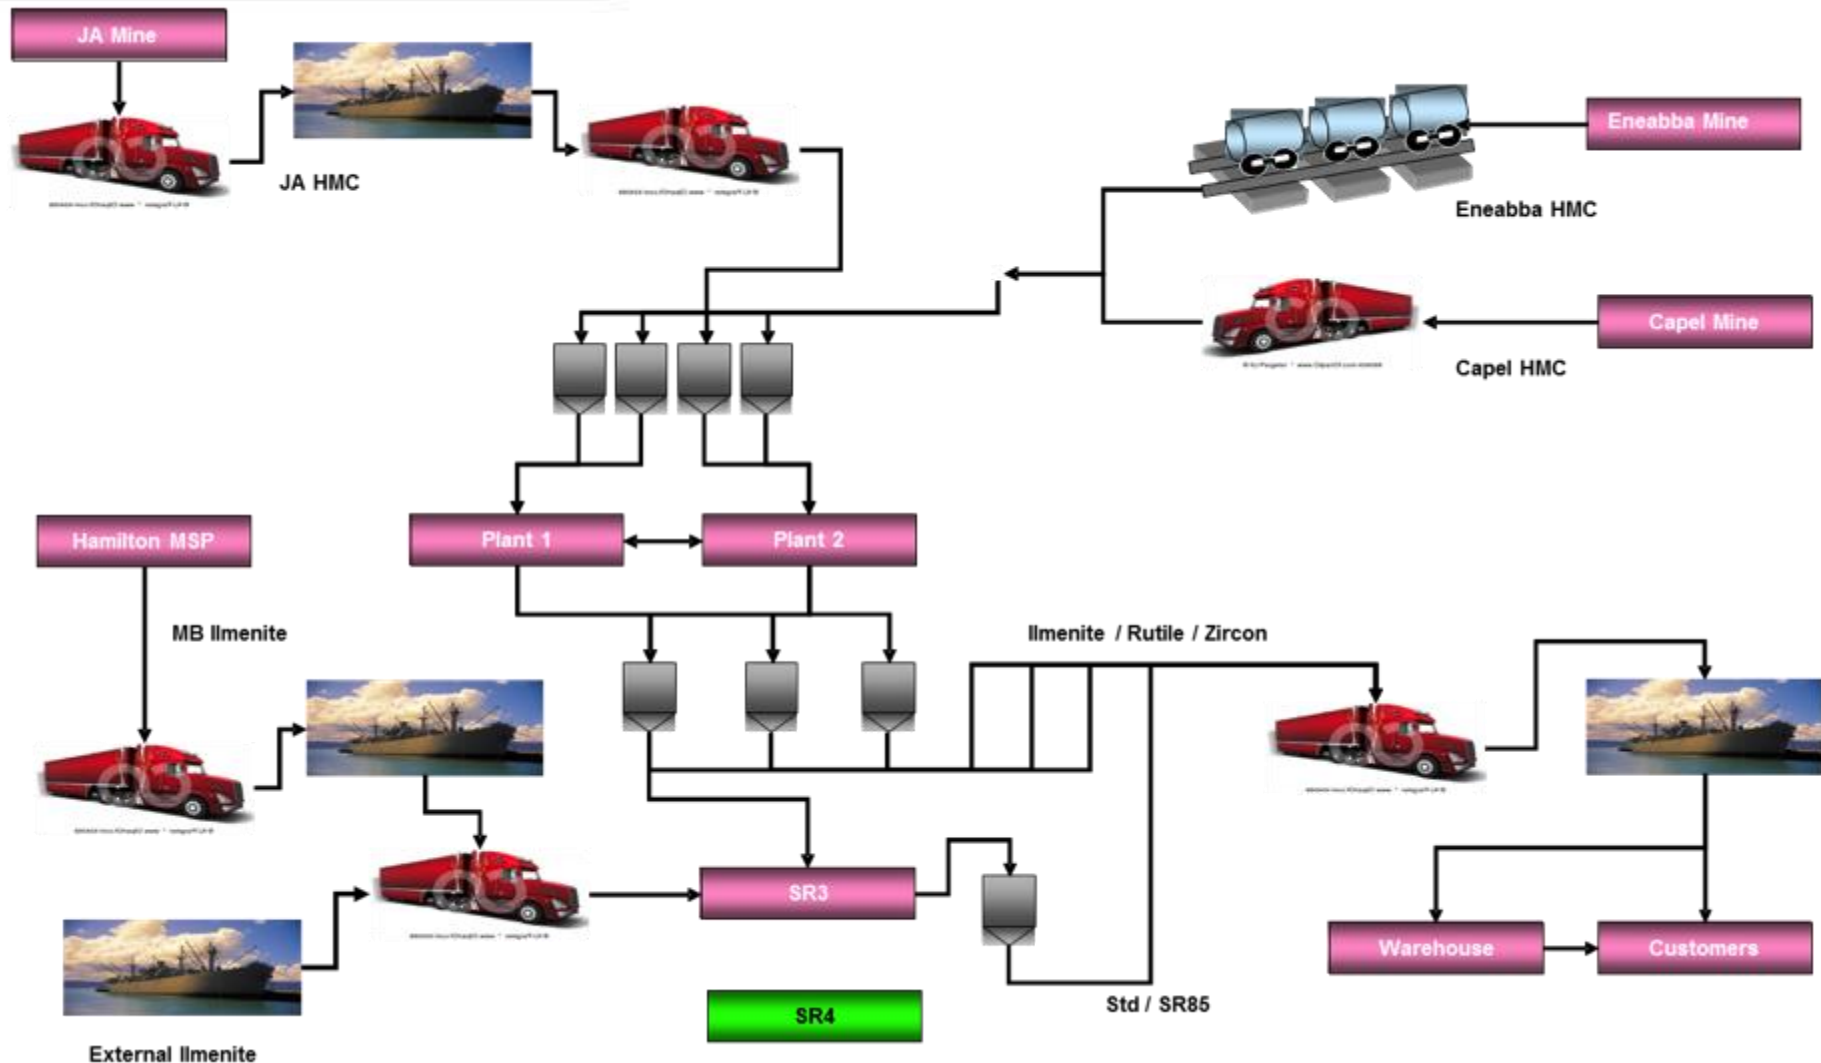 JA Mine
JA HMC
Eneabba Mine
Eneabba HMC
Capel Mine
Capel HMC
Plant 1
Plant 2
Hamilton MSP
MB Ilmenite
Ilmenite / Rutile / Zircon
SR3
Warehouse
Customers
Std / SR85
SR4
External Ilmenite